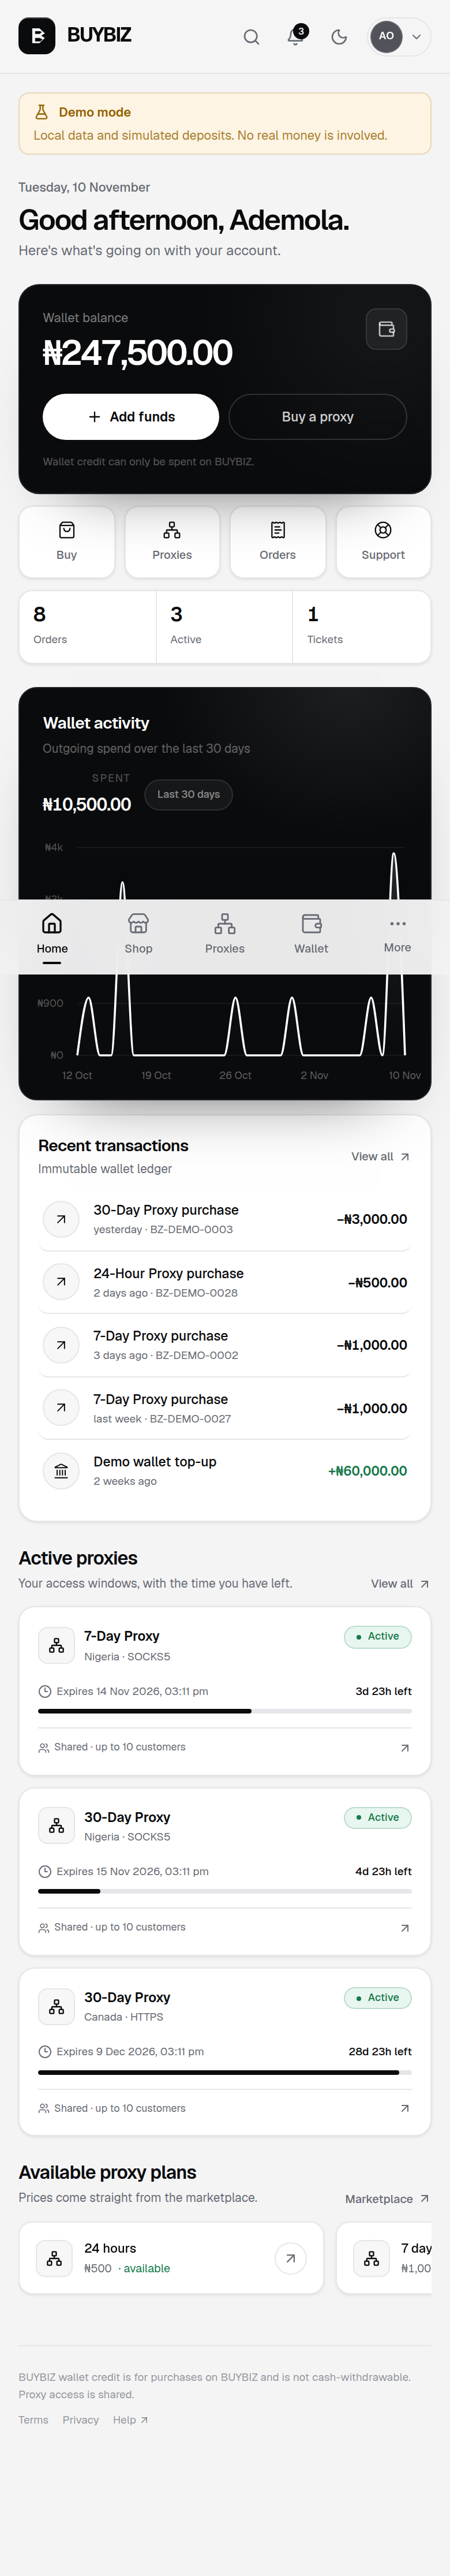 BUYBIZ
3
AO
Demo mode
Local data and simulated deposits. No real money is involved.
Tuesday, 10 November
Good afternoon, Ademola.
Here's what's going on with your account.
Wallet balance
₦247,500.00
Add funds
Buy a proxy
Wallet credit can only be spent on BUYBIZ.
Buy
Proxies
Orders
Support
8
Orders
3
Active
1
Tickets
Wallet activity
Outgoing spend over the last 30 days
SPENT
₦10,500.00
Last 30 days
₦4k
Home
Shop
Proxies
Wallet
More
₦900
₦0
12 Oct
19 Oct
26 Oct
2 Nov
10 Nov
Recent transactions
Immutable wallet ledger
View all
30-Day Proxy purchase
yesterday · BZ-DEMO-0003
−₦3,000.00
24-Hour Proxy purchase
2 days ago · BZ-DEMO-0028
−₦500.00
7-Day Proxy purchase
3 days ago · BZ-DEMO-0002
−₦1,000.00
7-Day Proxy purchase
last week · BZ-DEMO-0027
−₦1,000.00
Demo wallet top-up
2 weeks ago
+₦60,000.00
Active proxies
Your access windows, with the time you have left.
View all
7-Day Proxy
Nigeria · SOCKS5
Active
Expires 14 Nov 2026, 03:11 pm
3d 23h left
Shared · up to 10 customers
30-Day Proxy
Nigeria · SOCKS5
Active
Expires 15 Nov 2026, 03:11 pm
4d 23h left
Shared · up to 10 customers
30-Day Proxy
Canada · HTTPS
Active
Expires 9 Dec 2026, 03:11 pm
28d 23h left
Shared · up to 10 customers
Available proxy plans
Prices come straight from the marketplace.
Marketplace
24 hours
₦500 · available
7 day
₦1,00
BUYBIZ wallet credit is for purchases on BUYBIZ and is not cash-withdrawable.
Proxy access is shared.
Terms
Privacy
Help